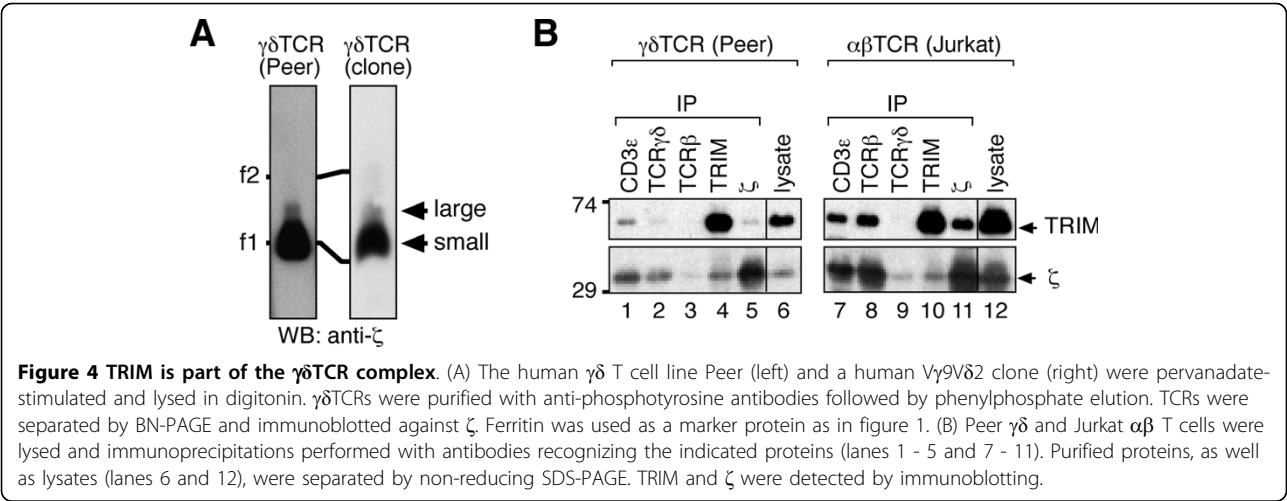 A
γδTCR
(Peer)
γδTCR
(clone)
f2
f1
large
small
WB: anti-ζ
B
γδTCR (Peer)
αβTCR (Jurkat)
IP
IP
CD3ε
TCRγδ
TCRβ
TRIM
ζ
lysate
CD3ε
TCRβ
TCRγδ
TRIM
ζ
lysate
74
TRIM
29
ζ
1 2 3 4 5 6 7 8 9 10 11 12
Figure 4 TRIM is part of the γδTCR complex. (A) The human γδ T cell line Peer (left) and a human Vγ9Vδ2 clone (right) were pervanadate-
stimulated and lysed in digitonin. γδTCRs were purified with anti-phosphotyrosine antibodies followed by phenylphosphate elution. TCRs were
separated by BN-PAGE and immunoblotted against ζ. Ferritin was used as a marker protein as in figure 1. (B) Peer γδ and Jurkat αβ T cells were
lysed and immunoprecipitations performed with antibodies recognizing the indicated proteins (lanes 1 - 5 and 7 - 11). Purified proteins, as well
as lysates (lanes 6 and 12), were separated by non-reducing SDS-PAGE. TRIM and ζ were detected by immunoblotting.